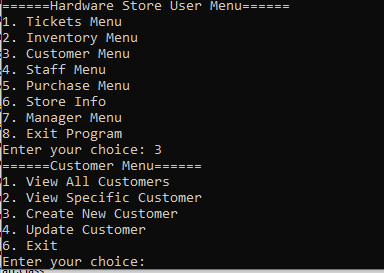 ======Hardware Store User Menu======
1. Tickets Menu
2. Inventory Menu
3. Customer Menu
4. Staff Menu
5. Purchase Menu
6. Store Info
7. Manager Menu
8. Exit Program
Enter your choice: 3
======Customer Menu======
1. View All Customers
2. View Specific Customer
3. Create New Customer
4. Update Customer
6. Exit
Enter your choice: